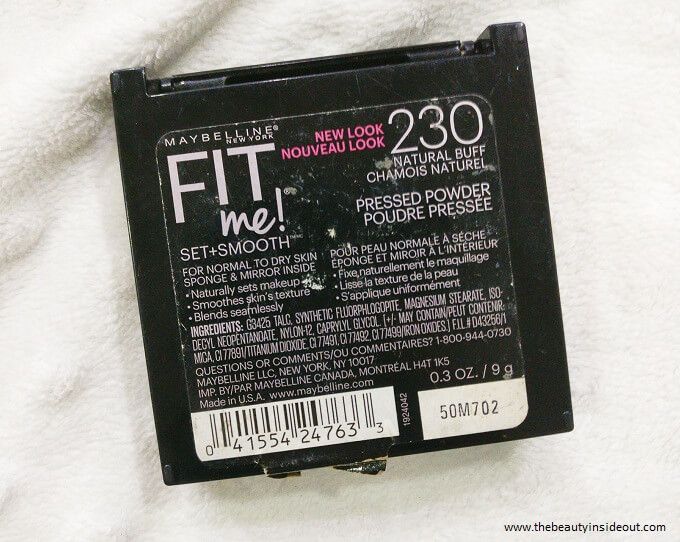 MAYBELLINE®
NEW YORK
FIT
me!®
SET+SMOOTH™/MC
FOR NORMAL TO DRY SKIN
SPONGE & MIRROR INSIDE
• Naturally sets makeup
• Smoothes skin's texture
• Blends seamlessly
NEW LOOK
NOUVEAU LOOK
230
NATURAL BUFF
CHAMOIS NATUREL
PRESSED POWDER
POUDRE PRESSÉE
POUR PEAU NORMALE À SÈCHE
ÉPONGE ET MIROIR À L'INTÉRIEUR
• Fixe naturellement le maquillage
• Lisse la texture de la peau
• S'applique uniformément
INGREDIENTS: G3425 TALC, SYNTHETIC FLUORPHLOGOPITE, MAGNESIUM STEARATE, ISO-
DECYL NEOPENTANOATE, NYLON-12, CAPRYLYL GLYCOL. [+/- MAY CONTAIN/PEUT CONTENIR:
MICA, CI 77891/TITANIUM DIOXIDE, CI 77491, CI 77492, CI 77499/IRON OXIDES] F.I.L. # D43256/1
QUESTIONS OR COMMENTS/OU COMMENTAIRES? 1-800-944-0730
MAYBELLINE LLC, NEW YORK, NY 10017
IMP. BY/PAR MAYBELLINE CANADA, MONTRÉAL H4T 1K5
Made in U.S.A. www.maybelline.com
0.3 OZ. / 9 g
0 41554 24763 3
1924042
50M702
www.thebeautyinsideout.com